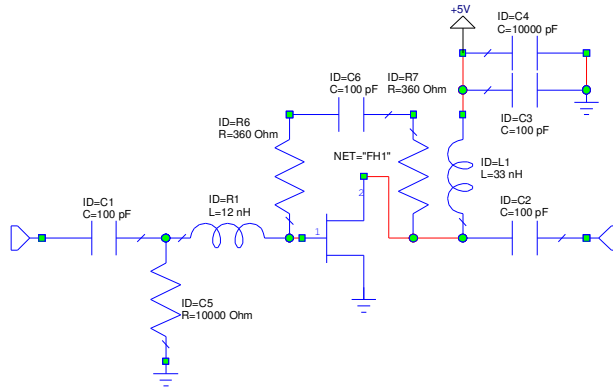 +5V
ID=C4
C=10000 pF
ID=C6
C=100 pF
ID=R7
R=360 Ohm
ID=R6
R=360 Ohm
ID=C3
C=100 pF
NET="FH1"
ID=L1
L=33 nH
2
ID=C1
C=100 pF
ID=R1
L=12 nH
ID=C2
C=100 pF
1
ID=C5
R=10000 Ohm